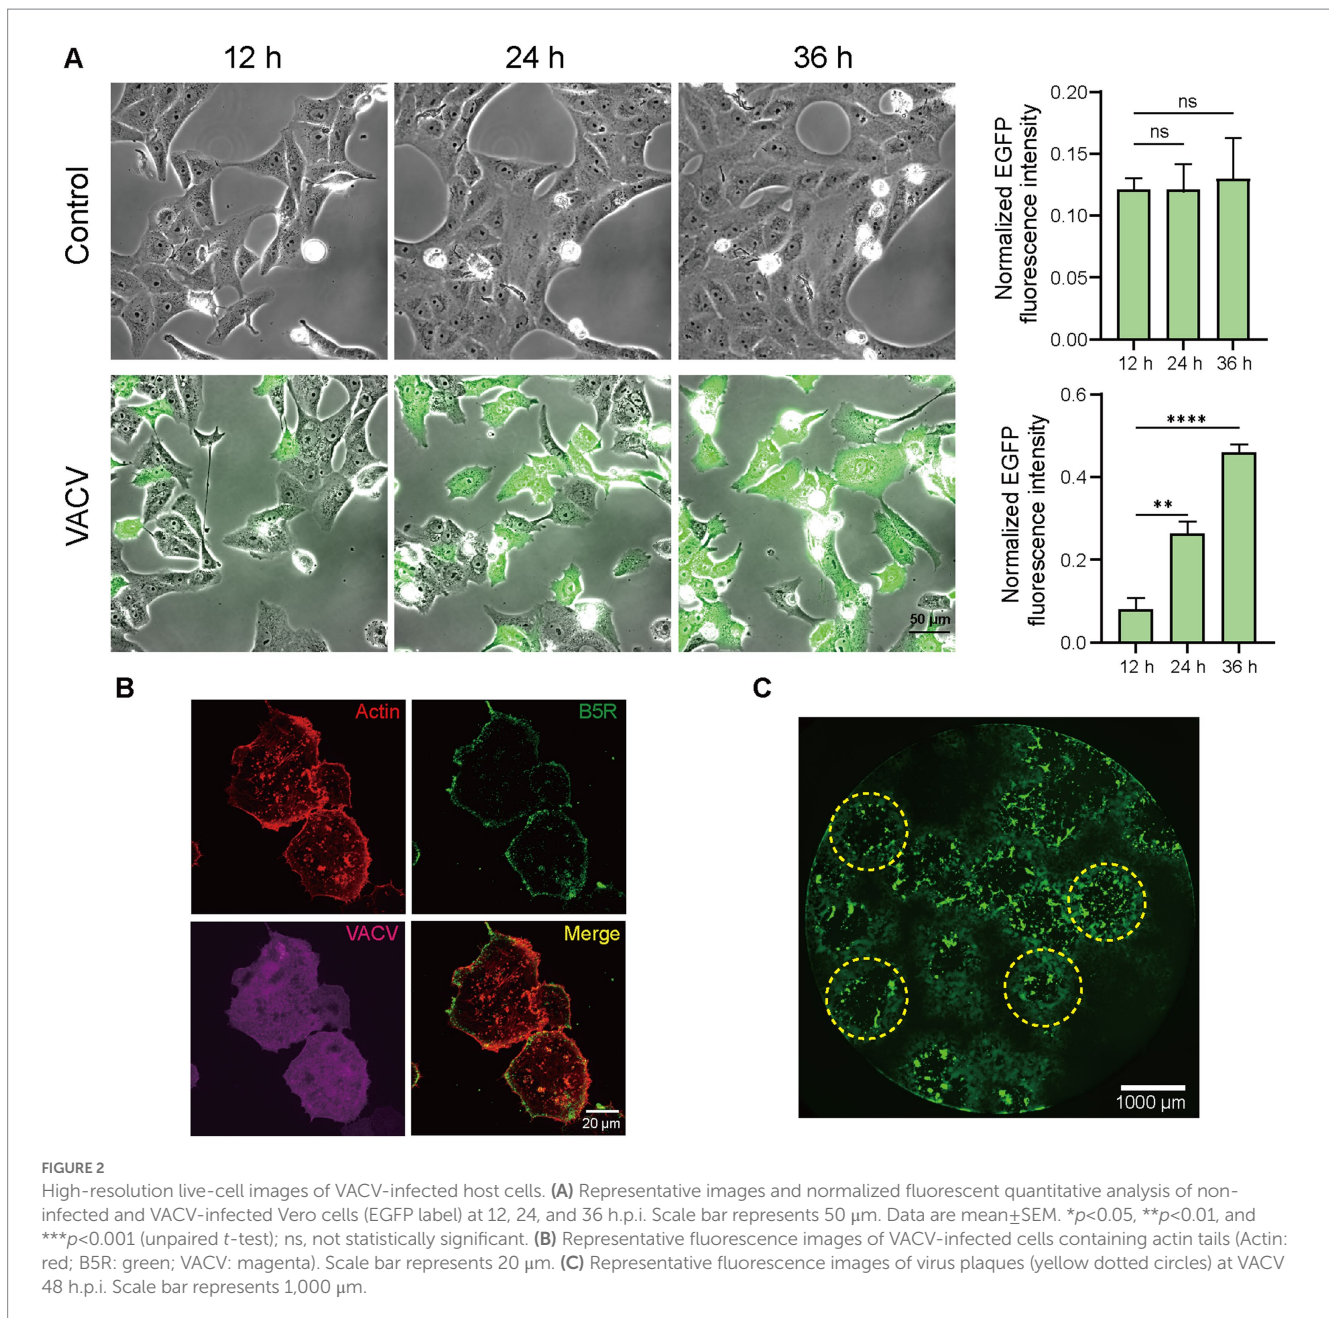 A
12 h
24 h
36 h
Control
VACV
50 µm
Normalized EGFP
fluorescence intensity
0.20
0.15
0.10
0.05
0.00
ns
ns
12 h
24 h
36 h
Normalized EGFP
fluorescence intensity
0.6
0.4
0.2
0.0
****
**
12 h
24 h
36 h
B
Actin
B5R
VACV
Merge
20 µm
C
1000 µm
FIGURE 2
High-resolution live-cell images of VACV-infected host cells. (A) Representative images and normalized fluorescent quantitative analysis of non-
infected and VACV-infected Vero cells (EGFP label) at 12, 24, and 36 h.p.i. Scale bar represents 50 µm. Data are mean±SEM. *p<0.05, **p<0.01, and
***p<0.001 (unpaired t-test); ns, not statistically significant. (B) Representative fluorescence images of VACV-infected cells containing actin tails (Actin:
red; B5R: green; VACV: magenta). Scale bar represents 20 µm. (C) Representative fluorescence images of virus plaques (yellow dotted circles) at VACV
48 h.p.i. Scale bar represents 1,000 µm.